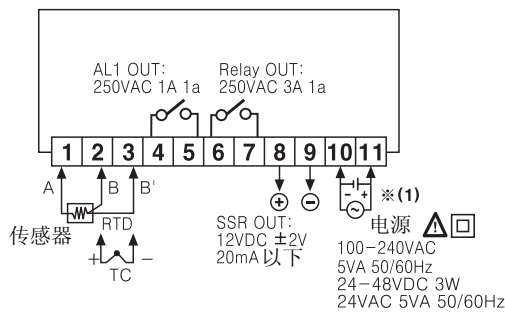 AL1 OUT:
250VAC 1A 1a
Relay OUT:
250VAC 3A 1a
1 2 3 4 5 6 7 8 9 10 11
A B B'
+ −
− +
※(1)
传感器
RTD
+ −
TC
SSR OUT:
12VDC ±2V
20mA 以下
电源
100−240VAC
5VA 50/60Hz
24−48VDC 3W
24VAC 5VA 50/60Hz